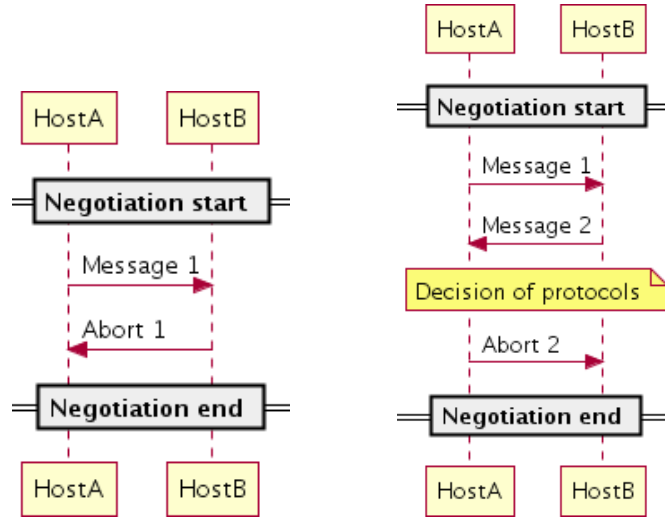 HostA
HostB
Negotiation start
Message 1
Abort 1
Negotiation end
HostA
HostB
HostA
HostB
Negotiation start
Message 1
Message 2
Decision of protocols
Abort 2
Negotiation end
HostA
HostB